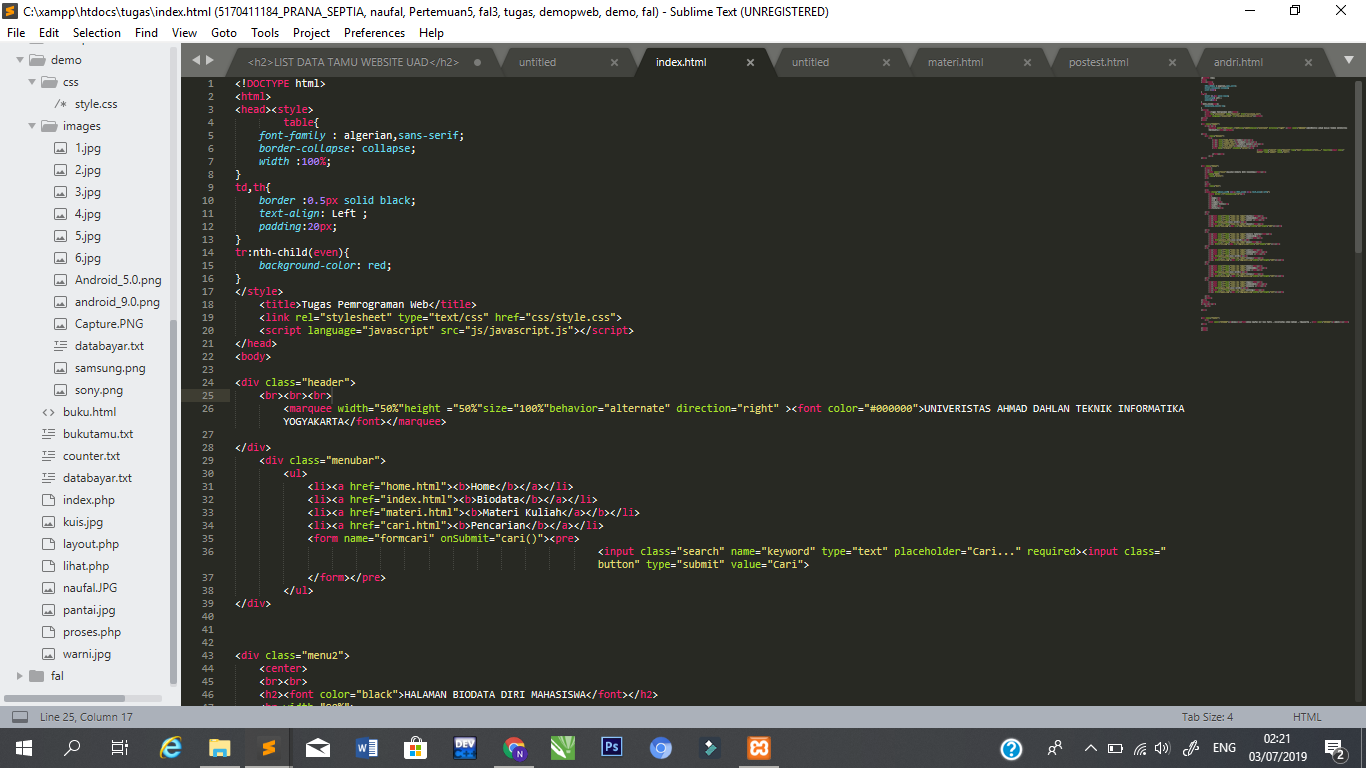 C:\xampp\htdocs\tugas\index.html (5170411184_PRANA_SEPTIA, naufal, Pertemuan5, fal3, tugas, demopweb, demo, fal) - Sublime Text (UNREGISTERED)
File Edit Selection Find View Goto Tools Project Preferences Help
demo
css
/* style.css
images
1.jpg
2.jpg
3.jpg
4.jpg
5.jpg
6.jpg
Android_5.0.png
android_9.0.png
Capture.PNG
databayar.txt
samsung.png
sony.png
<> buku.html
bukutamu.txt
counter.txt
databayar.txt
index.php
kuis.jpg
layout.php
lihat.php
naufal.JPG
pantai.jpg
proses.php
warni.jpg
fal
<h2>LIST DATA TAMU WEBSITE UAD</h2> untitled index.html untitled materi.html postest.html andri.html
1 <!DOCTYPE html>
2 <html>
3 <head><style>
4 table{
5 font-family : algerian,sans-serif;
6 border-collapse: collapse;
7 width :100%;
8 }
9 td,th{
10 border :0.5px solid black;
11 text-align: Left ;
12 padding:20px;
13 }
14 tr:nth-child(even){
15 background-color: red;
16 }
17 </style>
18 <title>Tugas Pemrograman Web</title>
19 <link rel="stylesheet" type="text/css" href="css/style.css">
20 <script language="javascript" src="js/javascript.js"></script>
21 </head>
22 <body>
23
24 <div class="header">
25 <br><br><br>
26 <marquee width="50%"height ="50%"size="100%"behavior="alternate" direction="right" ><font color="#000000">UNIVERISTAS AHMAD DAHLAN TEKNIK INFORMATIKA
YOGYAKARTA</font></marquee>
27
28 </div>
29 <div class="menubar">
30 <ul>
31 <li><a href="home.html"><b>Home</b></a></li>
32 <li><a href="index.html"><b>Biodata</b></a></li>
33 <li><a href="materi.html"><b>Materi Kuliah</a></b></li>
34 <li><a href="cari.html"><b>Pencarian</b></a></li>
35 <form name="formcari" onSubmit="cari()"><pre>
36 <input class="search" name="keyword" type="text" placeholder="Cari..." required><input class="
button" type="submit" value="Cari">
37 </form></pre>
38 </ul>
39 </div>
40
41
42
43 <div class="menu2">
44 <center>
45 <br><br>
46 <h2><font color="black">HALAMAN BIODATA DIRI MAHASISWA</font></h2>
Line 25, Column 17 Tab Size: 4 HTML
ENG 02:21
03/07/2019
2